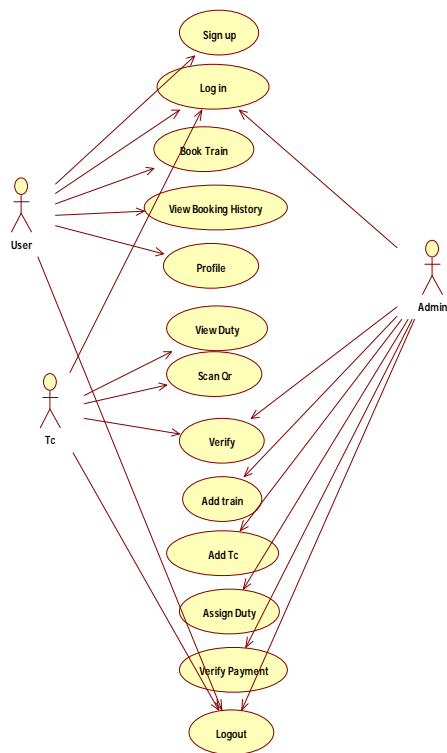 Sign up
Log in
Book Train
View Booking History
User
Profile
Admin
View Duty
Scan Qr
Tc
Verify
Add train
Add Tc
Assign Duty
Verify Payment
Logout